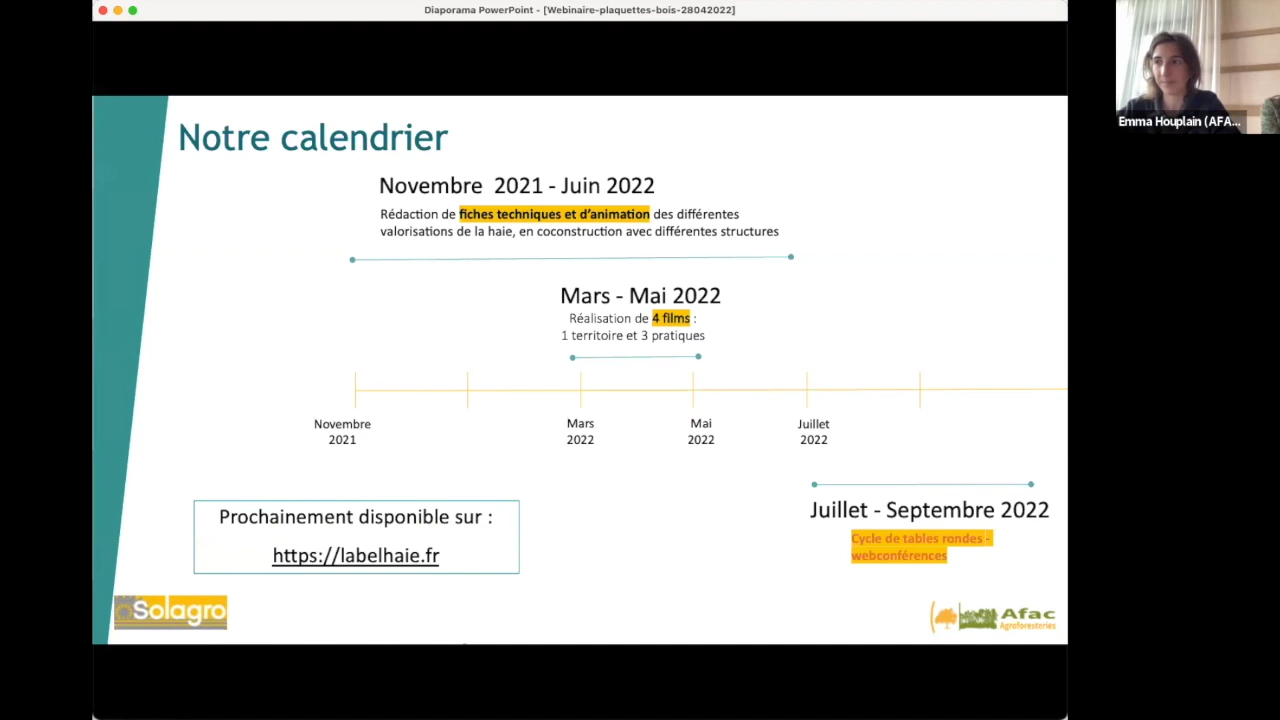 Diaporama PowerPoint - [Webinaire-plaquettes-bois-28042022]
Emma Houplain (AFA...
Notre calendrier
Novembre 2021 - Juin 2022
Rédaction de fiches techniques et d'animation des différentes
valorisations de la haie, en coconstruction avec différentes structures
Mars - Mai 2022
Réalisation de 4 films :
1 territoire et 3 pratiques
Novembre
2021
Mars
2022
Mai
2022
Juillet
2022
Juillet - Septembre 2022
Cycle de tables rondes -
webconférences
Prochainement disponible sur :
https://labelhaie.fr
Solagro
Afac
Agroforesteries